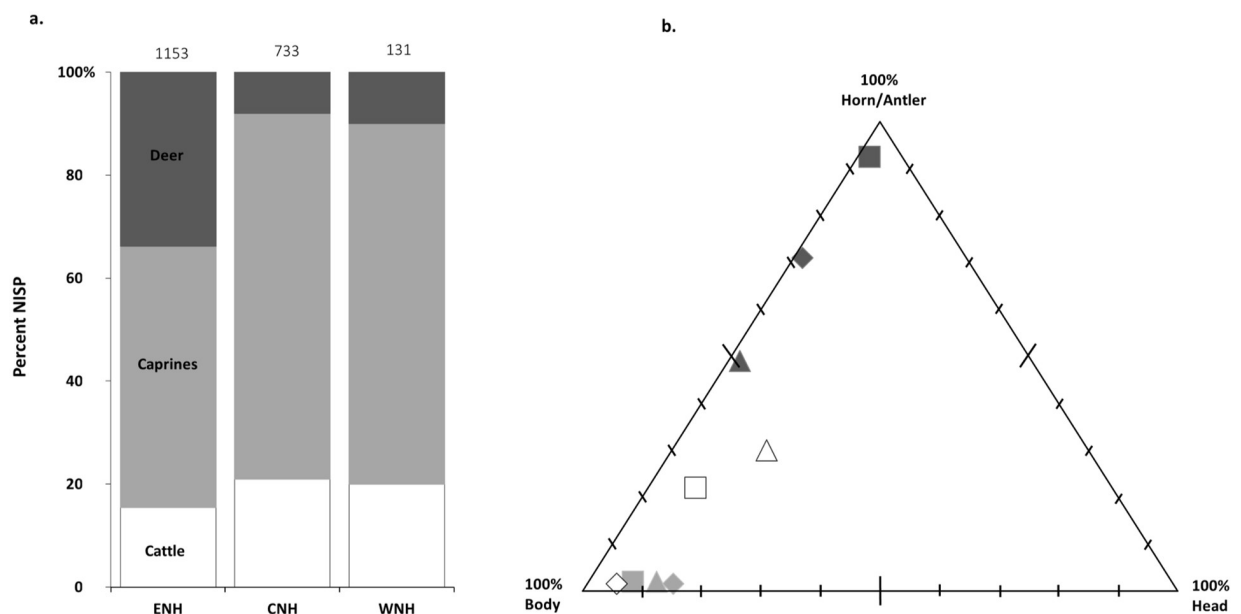 a.
1153
733
131
100%
80
60
40
20
0
Percent NISP
Deer
Caprines
Cattle
ENH
CNH
WNH
b.
100%
Horn/Antler
100%
Body
100%
Head